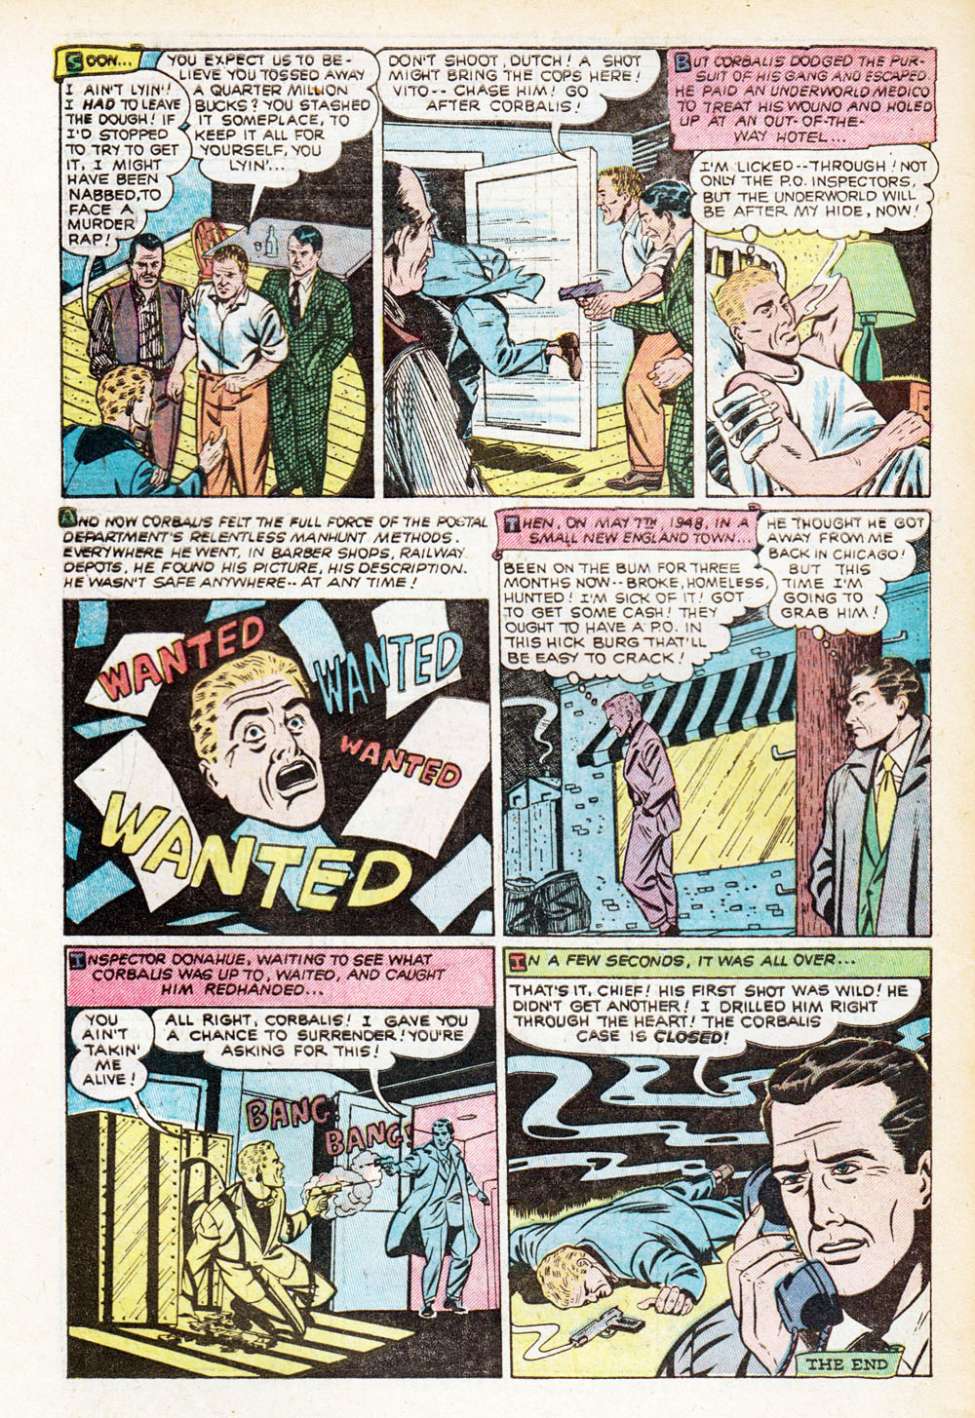 SOON...
I AIN'T LYIN'!
I HAD TO LEAVE
THE DOUGH! IF
I'D STOPPED
TO TRY TO GET
IT, I MIGHT
HAVE BEEN
NABBED, TO
FACE A
MURDER
RAP!
YOU EXPECT US TO BE-
LIEVE YOU TOSSED AWAY
A QUARTER MILLION
BUCKS? YOU STASHED
IT SOMEPLACE, TO
KEEP IT ALL FOR
YOURSELF, YOU
LYIN'...
DON'T SHOOT, DUTCH! A SHOT
MIGHT BRING THE COPS HERE!
VITO-- CHASE HIM! GO
AFTER CORBALIS!
BUT CORBALIS DODGED THE PUR-
SUIT OF HIS GANG AND ESCAPED.
HE PAID AN UNDERWORLD MEDICO
TO TREAT HIS WOUND AND HOLED
UP AT AN OUT-OF-THE-
WAY HOTEL...
I'M LICKED--THROUGH! NOT
ONLY THE P.O. INSPECTORS,
BUT THE UNDERWORLD WILL
BE AFTER MY HIDE, NOW!
AND NOW CORBALIS FELT THE FULL FORCE OF THE POSTAL
DEPARTMENT'S RELENTLESS MANHUNT METHODS.
EVERYWHERE HE WENT, IN BARBER SHOPS, RAILWAY
DEPOTS, HE FOUND HIS PICTURE, HIS DESCRIPTION.
HE WASN'T SAFE ANYWHERE-- AT ANY TIME!
WANTED
WANTED
WANTED
WANTED
THEN, ON MAY 7TH, 1948, IN A
SMALL NEW ENGLAND TOWN...
BEEN ON THE BUM FOR THREE
MONTHS NOW-- BROKE, HOMELESS,
HUNTED! I'M SICK OF IT! GOT
TO GET SOME CASH! THEY
OUGHT TO HAVE A P.O. IN
THIS HICK BURG THAT'LL
BE EASY TO CRACK!
HE THOUGHT HE GOT
AWAY FROM ME
BACK IN CHICAGO!
BUT THIS
TIME I'M
GOING TO
GRAB HIM!
INSPECTOR DONAHUE, WAITING TO SEE WHAT
CORBALIS WAS UP TO, WAITED, AND CAUGHT
HIM REDHANDED...
YOU
AIN'T
TAKIN'
ME
ALIVE!
ALL RIGHT, CORBALIS! I GAVE YOU
A CHANCE TO SURRENDER! YOU'RE
ASKING FOR THIS!
BANG!
BANG!
IN A FEW SECONDS, IT WAS ALL OVER...
THAT'S IT, CHIEF! HIS FIRST SHOT WAS WILD! HE
DIDN'T GET ANOTHER! I DRILLED HIM RIGHT
THROUGH THE HEART! THE CORBALIS
CASE IS CLOSED!
THE END